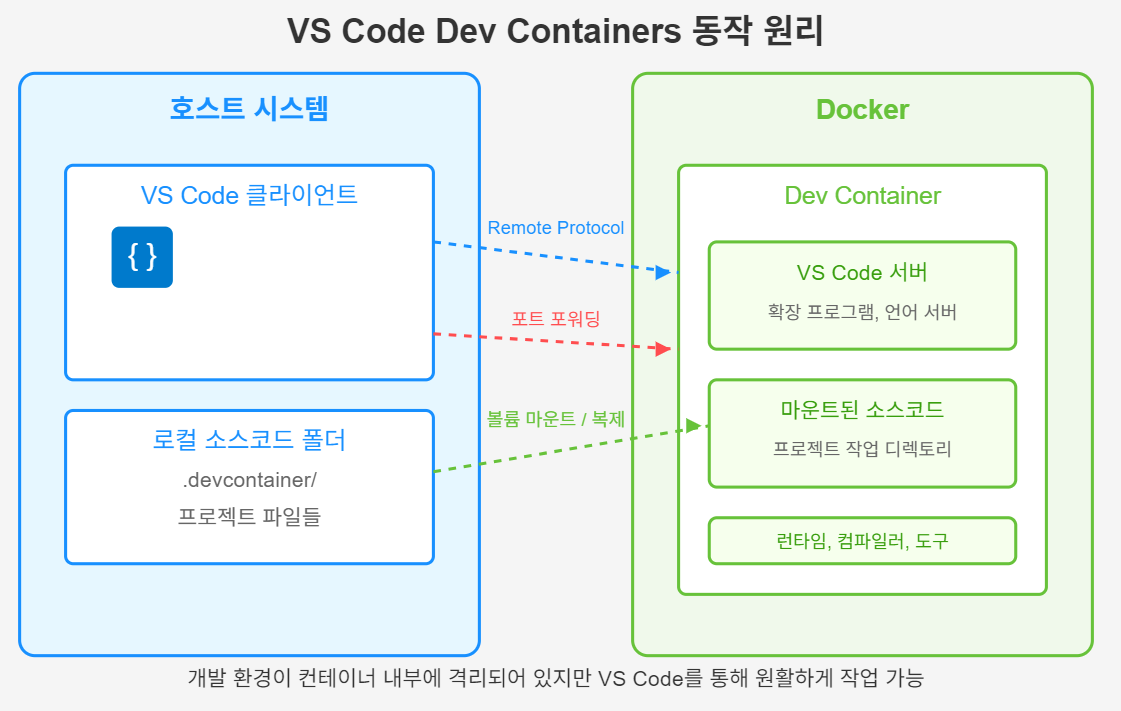 VS Code Dev Containers 동작 원리
호스트 시스템
VS Code 클라이언트
{ }
로컬 소스코드 폴더
.devcontainer/
프로젝트 파일들
Remote Protocol
포트 포워딩
볼륨 마운트 / 복제
Docker
Dev Container
VS Code 서버
확장 프로그램, 언어 서버
마운트된 소스코드
프로젝트 작업 디렉토리
런타임, 컴파일러, 도구
개발 환경이 컨테이너 내부에 격리되어 있지만 VS Code를 통해 원활하게 작업 가능